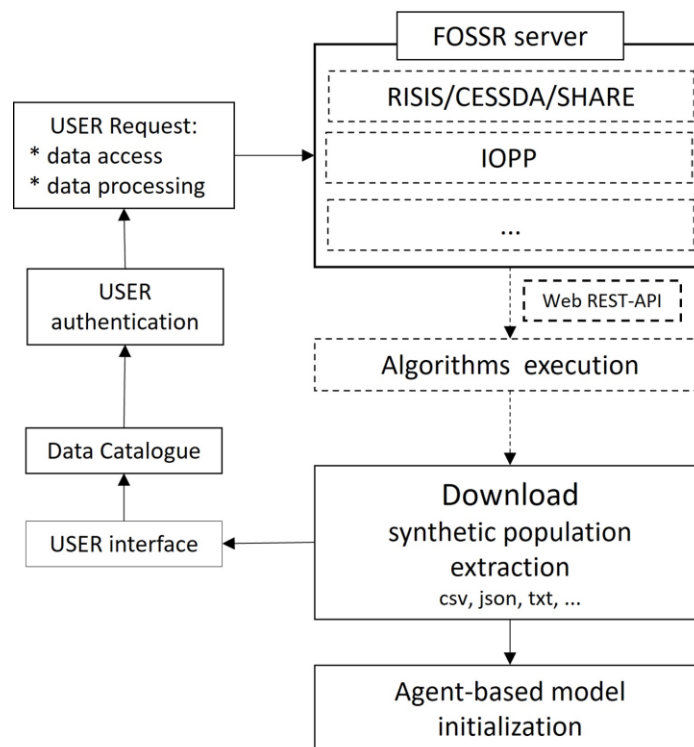 FOSSR server
RISIS/CESSDA/SHARE
IOPP
...
USER Request:
* data access
* data processing
USER
authentication
Web REST-API
Algorithms execution
Data Catalogue
USER interface
Download
synthetic population
extraction
csv, json, txt, ...
Agent-based model
initialization